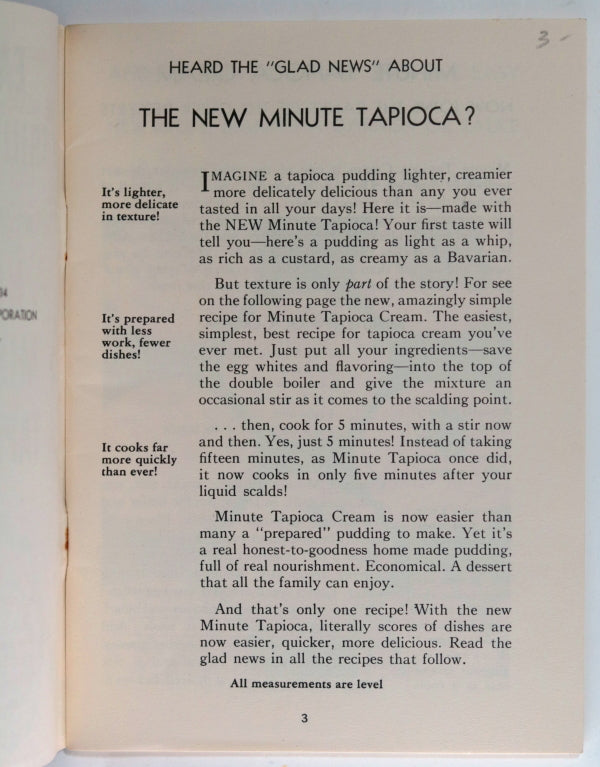 34
PORATION
3 -
HEARD THE "GLAD NEWS" ABOUT
THE NEW MINUTE TAPIOCA?
It's lighter,
more delicate
in texture!
IMAGINE a tapioca pudding lighter, creamier
more delicately delicious than any you ever
tasted in all your days! Here it is—made with
the NEW Minute Tapioca! Your first taste will
tell you—here's a pudding as light as a whip,
as rich as a custard, as creamy as a Bavarian.
But texture is only part of the story! For see
on the following page the new, amazingly simple
recipe for Minute Tapioca Cream. The easiest,
simplest, best recipe for tapioca cream you've
ever met. Just put all your ingredients—save
the egg whites and flavoring—into the top of
the double boiler and give the mixture an
occasional stir as it comes to the scalding point.
It's prepared
with less
work, fewer
dishes!
. . . then, cook for 5 minutes, with a stir now
and then. Yes, just 5 minutes! Instead of taking
fifteen minutes, as Minute Tapioca once did,
it now cooks in only five minutes after your
liquid scalds!
It cooks far
more quickly
than ever!
Minute Tapioca Cream is now easier than
many a "prepared" pudding to make. Yet it's
a real honest-to-goodness home made pudding,
full of real nourishment. Economical. A dessert
that all the family can enjoy.
And that's only one recipe! With the new
Minute Tapioca, literally scores of dishes are
now easier, quicker, more delicious. Read the
glad news in all the recipes that follow.
All measurements are level
3